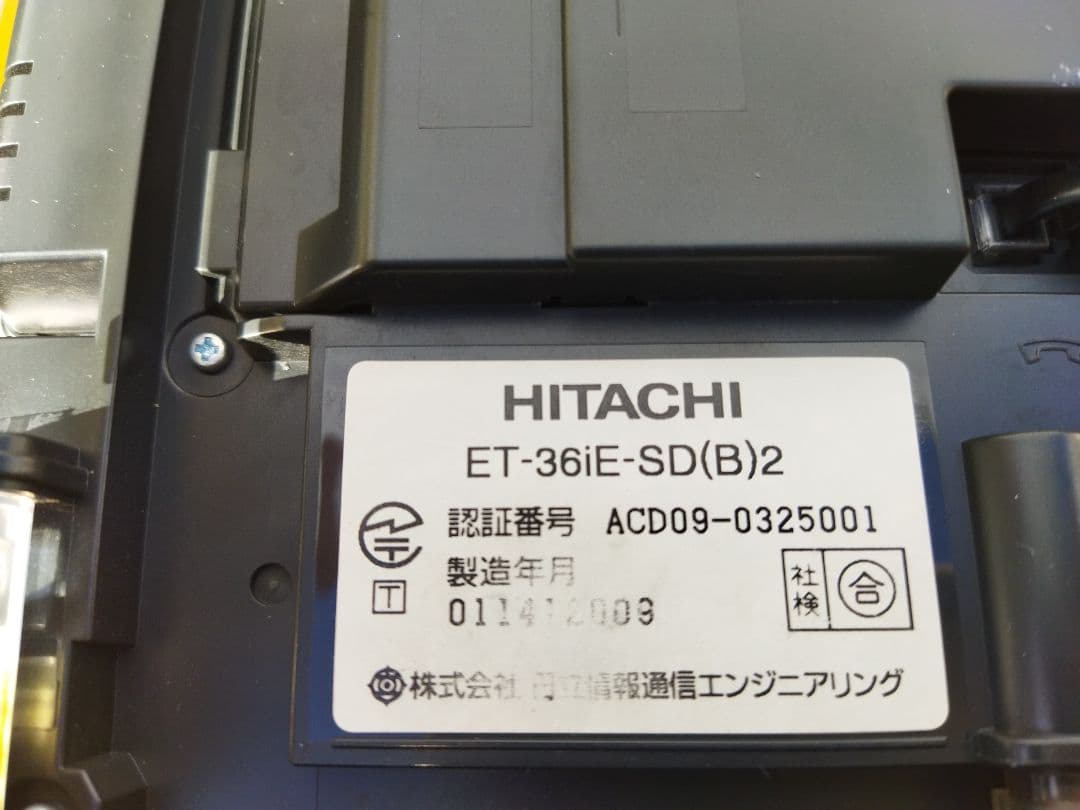 HITACHI
ET-36iE-SD(B)2
認証番号 ACD09-0325001
製造年月
T
社検 合
株式会社 日立情報通信エンジニアリング